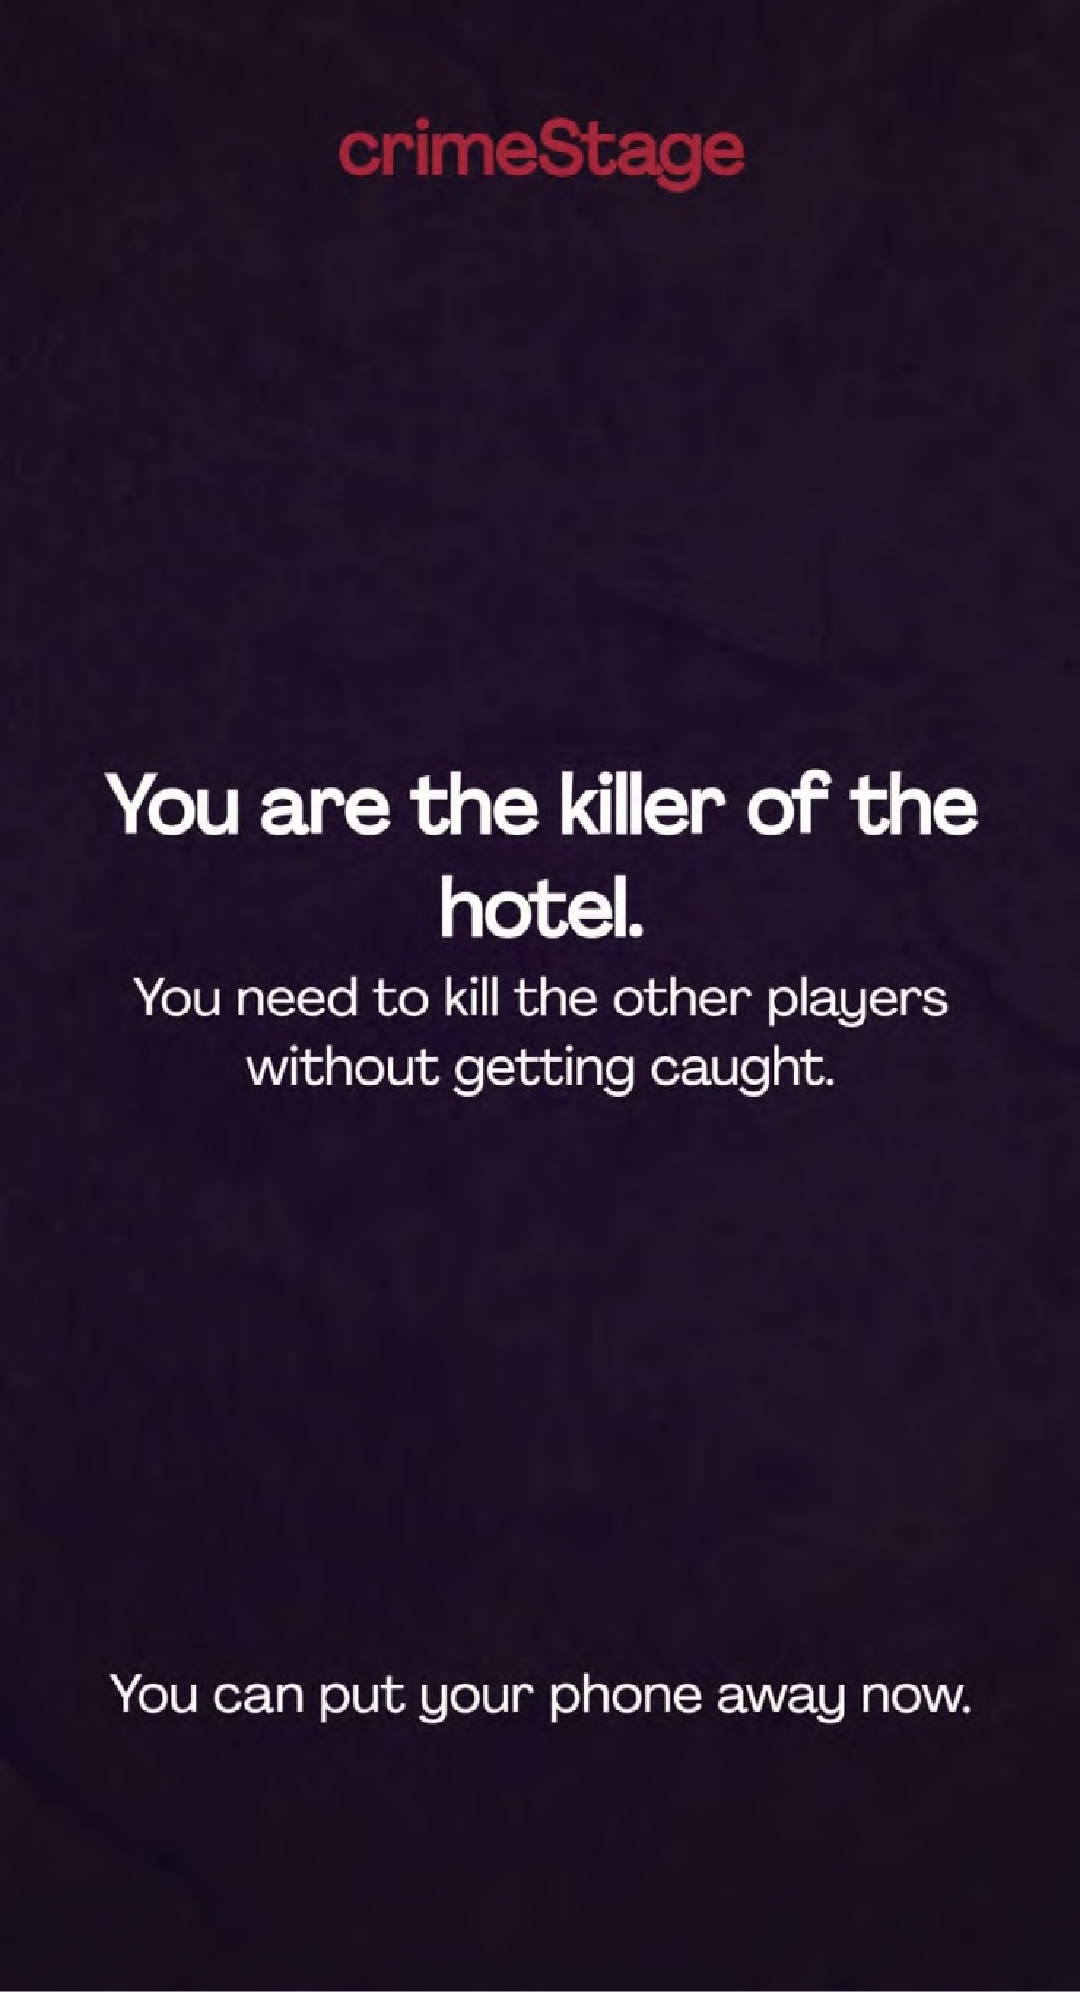 crimeStage
You are the killer of the
hotel.
You need to kill the other players
without getting caught.
You can put your phone away now.